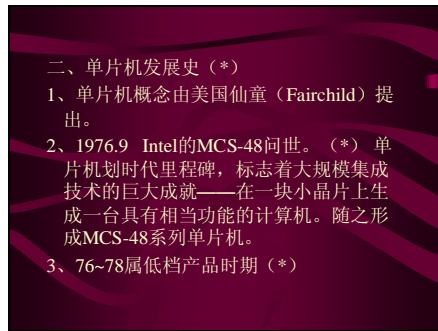 二、单片机发展史（*）
1、单片机概念由美国仙童（Fairchild）提
出。
2、1976.9  Intel的MCS-48问世。（*） 单
片机划时代里程碑，标志着大规模集成
技术的巨大成就——在一块小晶片上生
成一台具有相当功能的计算机。随之形
成MCS-48系列单片机。
3、76~78属低档产品时期（*）